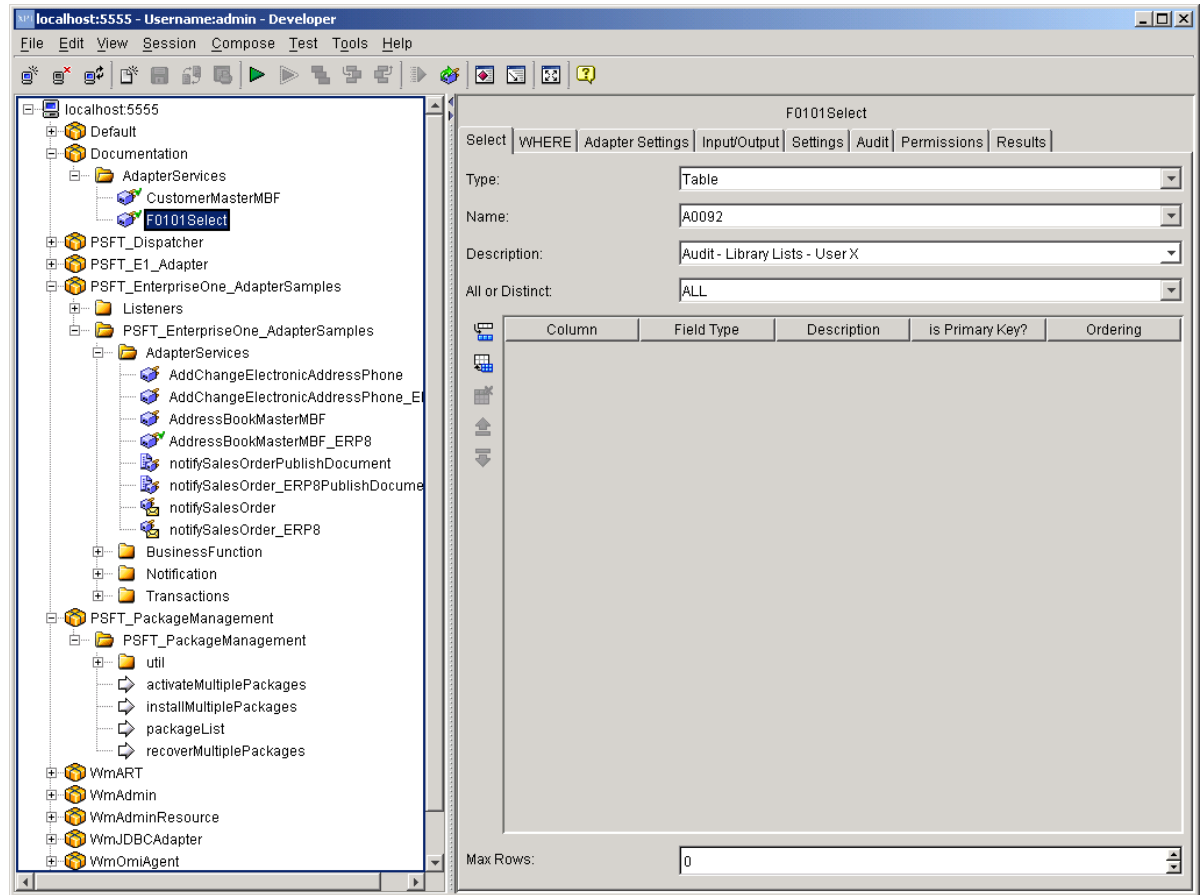 localhost:5555 - Username:admin - Developer
File Edit View Session Compose Test Tools Help
localhost:5555
Default
Documentation
AdapterServices
CustomerMasterMBF
F0101Select
PSFT_Dispatcher
PSFT_E1_Adapter
PSFT_EnterpriseOne_AdapterSamples
Listeners
PSFT_EnterpriseOne_AdapterSamples
AdapterServices
AddChangeElectronicAddressPhone
AddChangeElectronicAddressPhone_E
AddressBookMasterMBF
AddressBookMasterMBF_ERP8
notifySalesOrderPublishDocument
notifySalesOrder_ERP8PublishDocume
notifySalesOrder
notifySalesOrder_ERP8
BusinessFunction
Notification
Transactions
PSFT_PackageManagement
PSFT_PackageManagement
util
activateMultiplePackages
installMultiplePackages
packageList
recoverMultiplePackages
WmART
WmAdmin
WmAdminResource
WmJDBCAdapter
WmOmiAgent
F0101Select
Select WHERE Adapter Settings Input/Output Settings Audit Permissions Results
Type: Table
Name: A0092
Description: Audit - Library Lists - User X
All or Distinct: ALL
Column Field Type Description is Primary Key? Ordering
Max Rows: 0